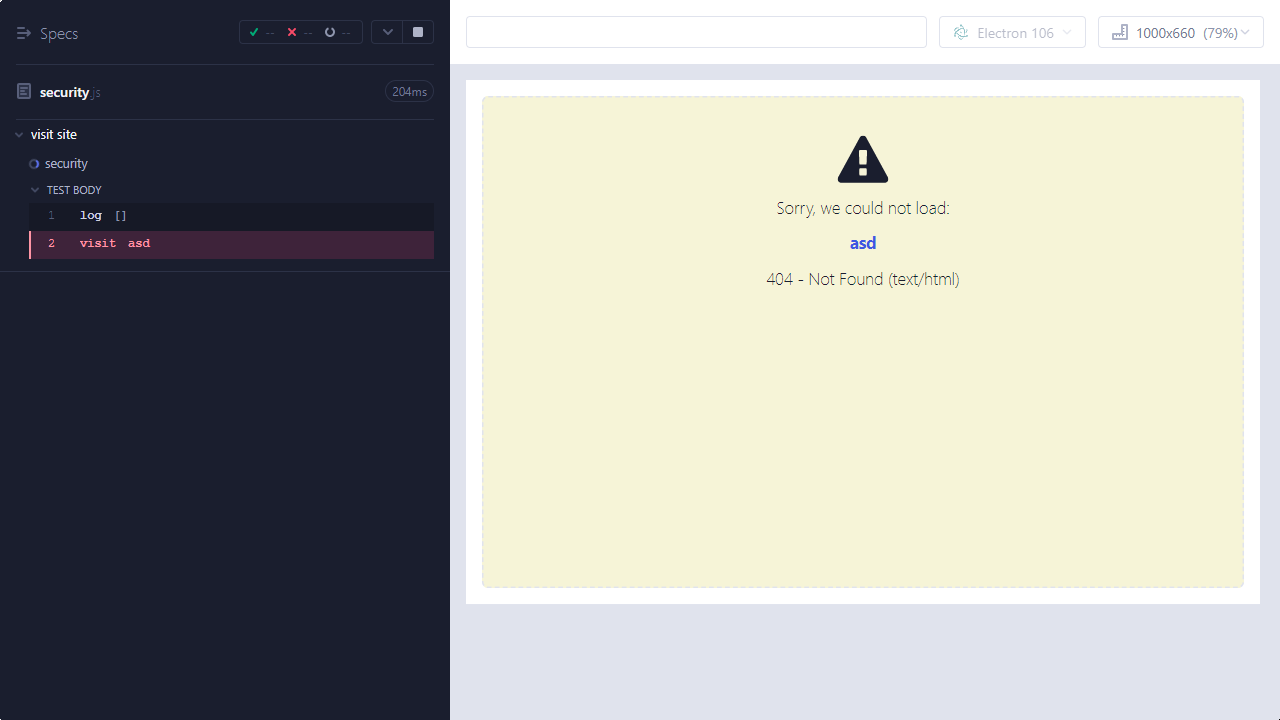 Specs
-- -- --
security.js
204ms
visit site
security
TEST BODY
1 log []
2 visit asd
Electron 106
1000x660 (79%)
Sorry, we could not load:
asd
404 - Not Found (text/html)